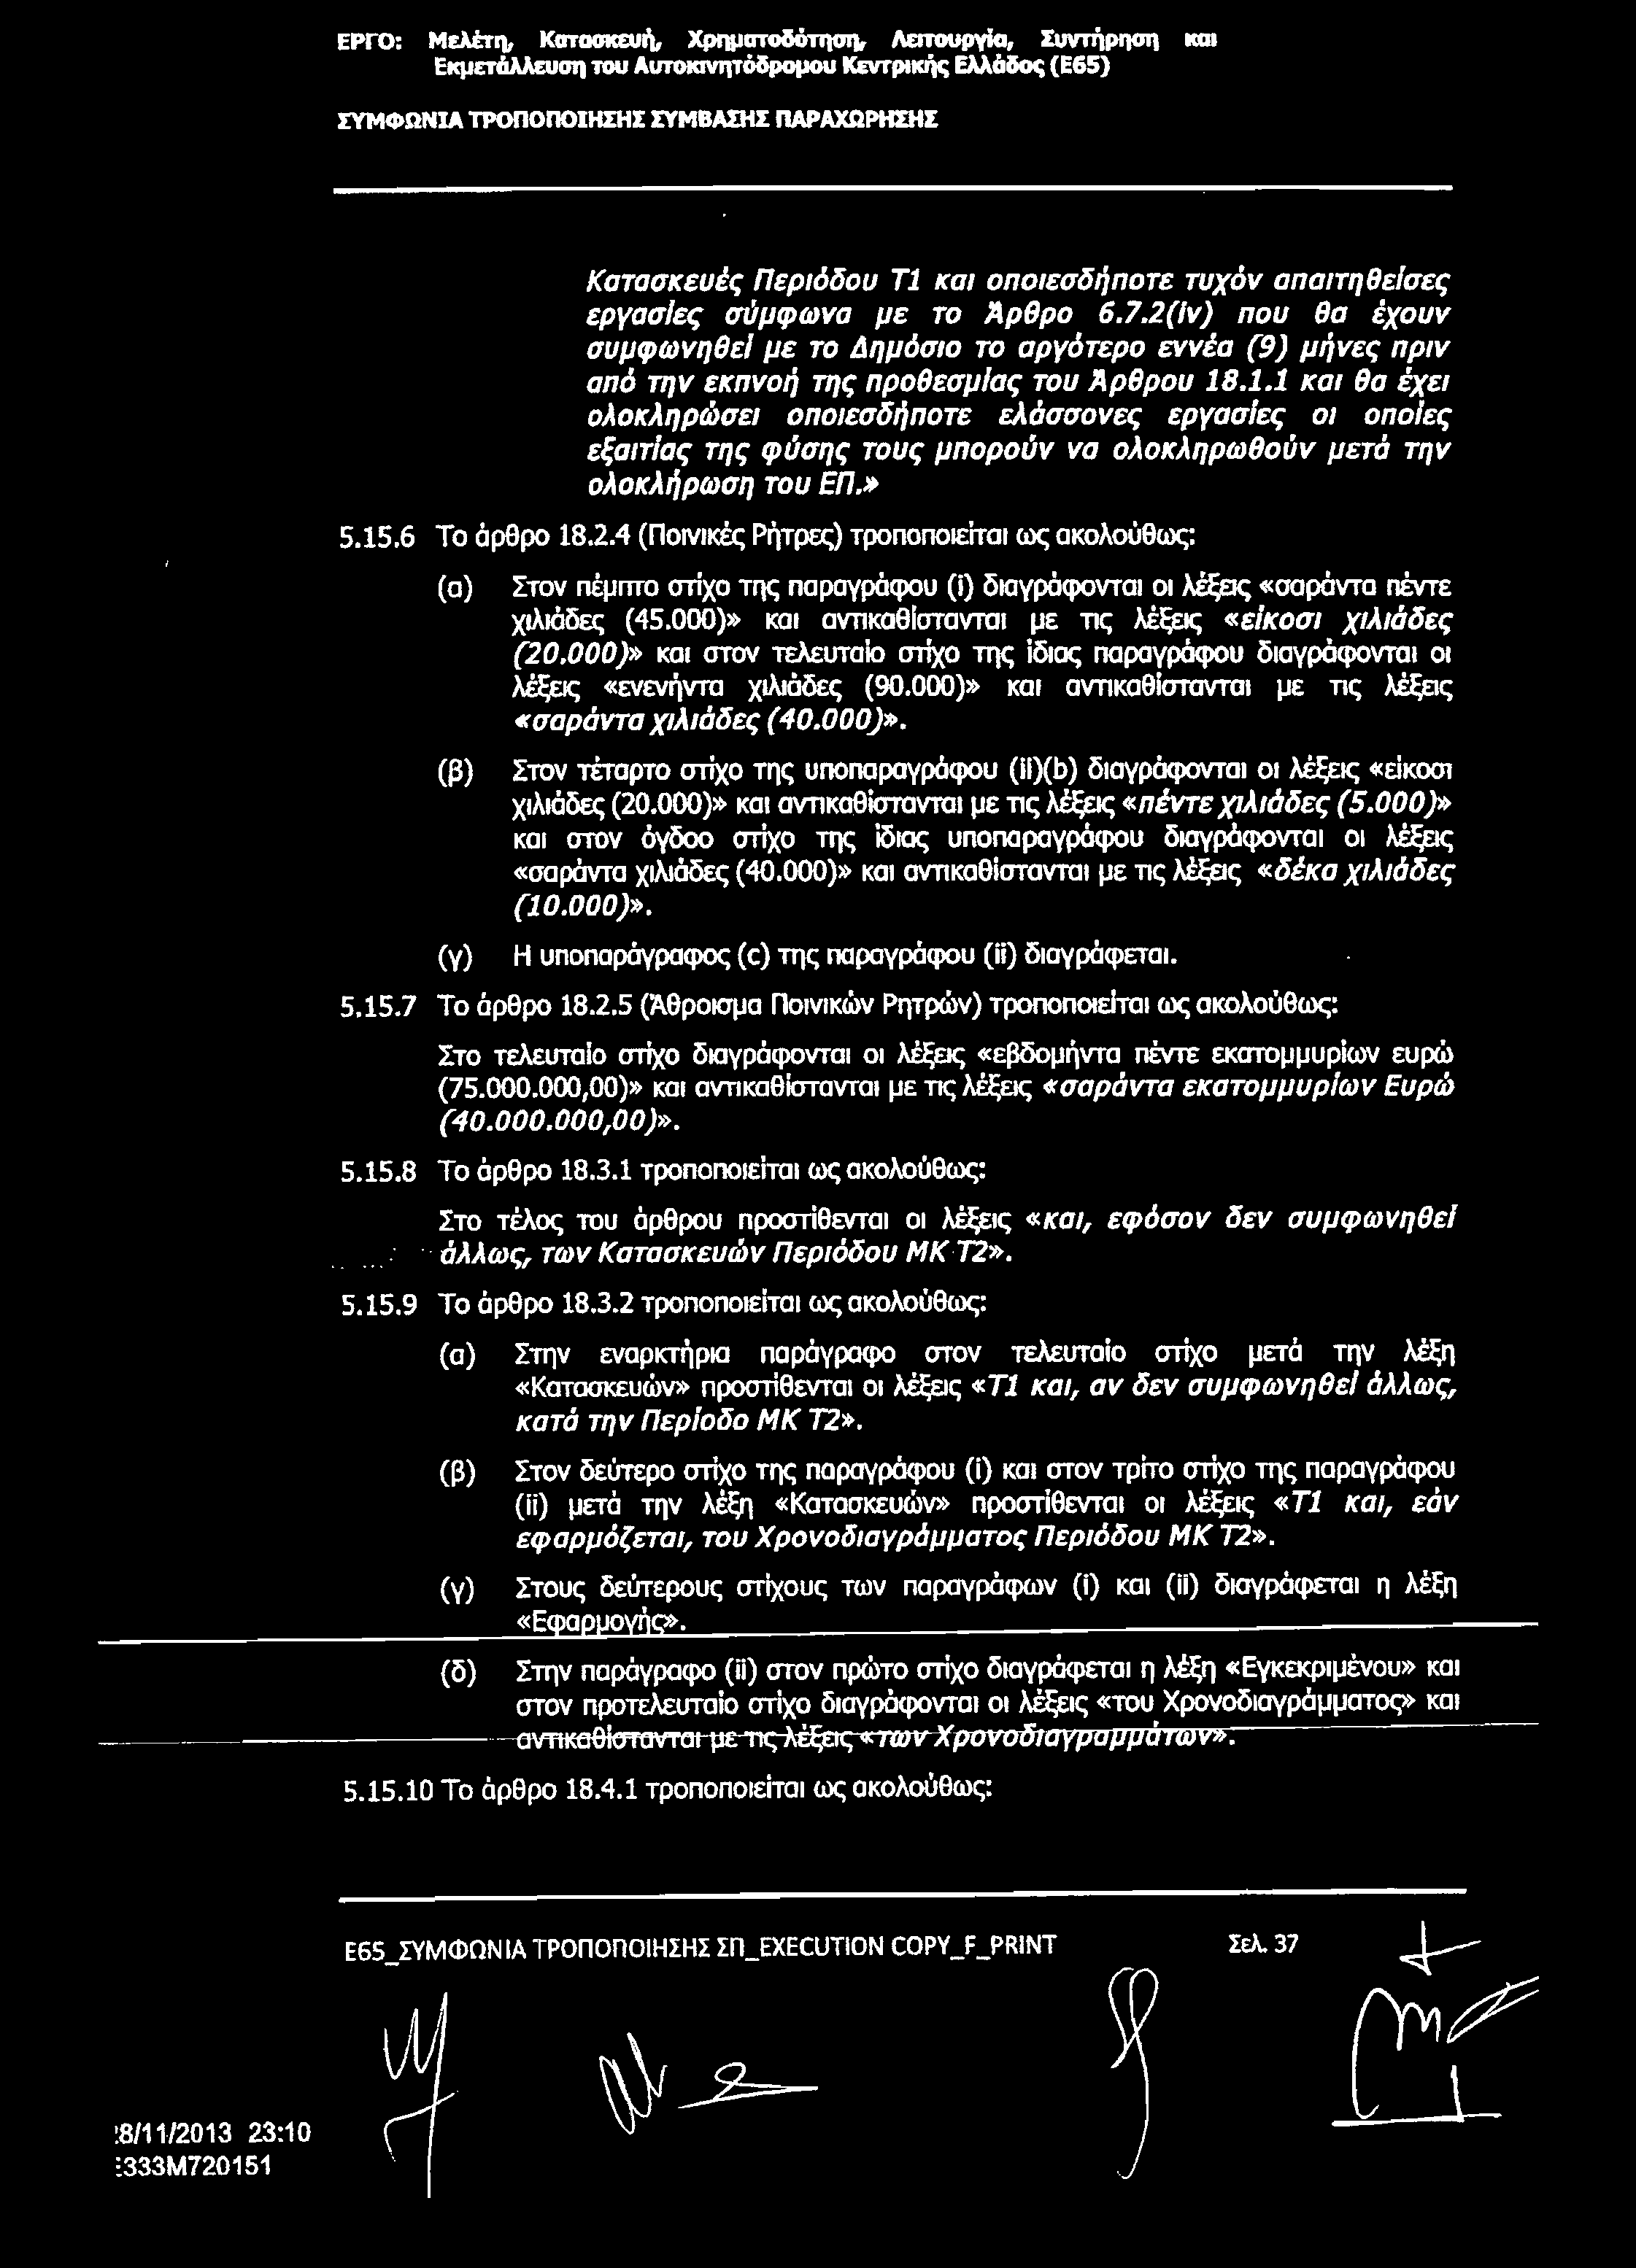 ΕΡΓΟ: Μελέτη, Κατασκευή, Χρηματοδότηση, Λειτουργία, Συντήρηση και
Εκμετάλλευση του Αυτοκινητόδρομου Κεντρικής Ελλάδος (Ε65)
ΣΥΜΦΩΝΙΑ ΤΡΟΠΟΠΟΙΗΣΗΣ ΣΥΜΒΑΣΗΣ ΠΑΡΑΧΩΡΗΣΗΣ
Κατασκευές Περιόδου Τ1 και οποιεσδήποτε τυχόν απαιτηθείσες
εργασίες σύμφωνα με το Άρθρο 6.7.2(iv) που θα έχουν
συμφωνηθεί με το Δημόσιο το αργότερο εννέα (9) μήνες πριν
από την εκπνοή της προθεσμίας του Άρθρου 18.1.1 και θα έχει
ολοκληρώσει οποιεσδήποτε ελάσσονες εργασίες οι οποίες
εξαιτίας της φύσης τους μπορούν να ολοκληρωθούν μετά την
ολοκλήρωση του ΕΠ.»
5.15.6 Το άρθρο 18.2.4 (Ποινικές Ρήτρες) τροποποιείται ως ακολούθως:
(α) Στον πέμπτο στίχο της παραγράφου (i) διαγράφονται οι λέξεις «σαράντα πέντε
χιλιάδες (45.000)» και αντικαθίστανται με τις λέξεις «είκοσι χιλιάδες
(20.000)» και στον τελευταίο στίχο της ίδιας παραγράφου διαγράφονται οι
λέξεις «ενενήντα χιλιάδες (90.000)» και αντικαθίστανται με τις λέξεις
«σαράντα χιλιάδες (40.000)».
(β) Στον τέταρτο στίχο της υποπαραγράφου (ii)(b) διαγράφονται οι λέξεις «είκοσι
χιλιάδες (20.000)» και αντικαθίστανται με τις λέξεις «πέντε χιλιάδες (5.000)»
και στον όγδοο στίχο της ίδιας υποπαραγράφου διαγράφονται οι λέξεις
«σαράντα χιλιάδες (40.000)» και αντικαθίστανται με τις λέξεις «δέκα χιλιάδες
(10.000)».
(γ) Η υποπαράγραφος (c) της παραγράφου (ii) διαγράφεται.
5.15.7 Το άρθρο 18.2.5 (Άθροισμα Ποινικών Ρητρών) τροποποιείται ως ακολούθως:
Στο τελευταίο στίχο διαγράφονται οι λέξεις «εβδομήντα πέντε εκατομμυρίων ευρώ
(75.000.000,00)» και αντικαθίστανται με τις λέξεις «σαράντα εκατομμυρίων Ευρώ
(40.000.000,00)».
5.15.8 Το άρθρο 18.3.1 τροποποιείται ως ακολούθως:
Στο τέλος του άρθρου προστίθενται οι λέξεις «και, εφόσον δεν συμφωνηθεί
άλλως, των Κατασκευών Περιόδου ΜΚ Τ2».
5.15.9 Το άρθρο 18.3.2 τροποποιείται ως ακολούθως:
(α) Στην εναρκτήρια παράγραφο στον τελευταίο στίχο μετά την λέξη
«Κατασκευών» προστίθενται οι λέξεις «Τ1 και, αν δεν συμφωνηθεί άλλως,
κατά την Περίοδο ΜΚ Τ2».
(β) Στον δεύτερο στίχο της παραγράφου (i) και στον τρίτο στίχο της παραγράφου
(ii) μετά την λέξη «Κατασκευών» προστίθενται οι λέξεις «Τ1 και, εάν
εφαρμόζεται, του Χρονοδιαγράμματος Περιόδου ΜΚ Τ2».
(γ) Στους δεύτερους στίχους των παραγράφων (i) και (ii) διαγράφεται η λέξη
«Εφαρμογής».
(δ) Στην παράγραφο (ii) στον πρώτο στίχο διαγράφεται η λέξη «Εγκεκριμένου» και
στον προτελευταίο στίχο διαγράφονται οι λέξεις «του Χρονοδιαγράμματος» και
αντικαθίστανται με τις λέξεις «των Χρονοδιαγραμμάτων».
5.15.10 Το άρθρο 18.4.1 τροποποιείται ως ακολούθως:
Ε65_ΣΥΜΦΩΝΙΑ ΤΡΟΠΟΠΟΙΗΣΗΣ ΣΠ_EXECUTION COPY_F_PRINT Σελ. 37
8/11/2013 23:10
333M720151